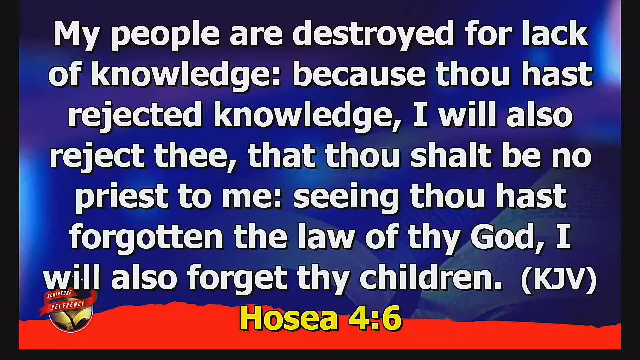 My people are destroyed for lack
of knowledge: because thou hast
rejected knowledge, I will also
reject thee, that thou shalt be no
priest to me: seeing thou hast
forgotten the law of thy God, I
will also forget thy children. (KJV)
SCRIPTURE
REFERENCE
Hosea 4:6